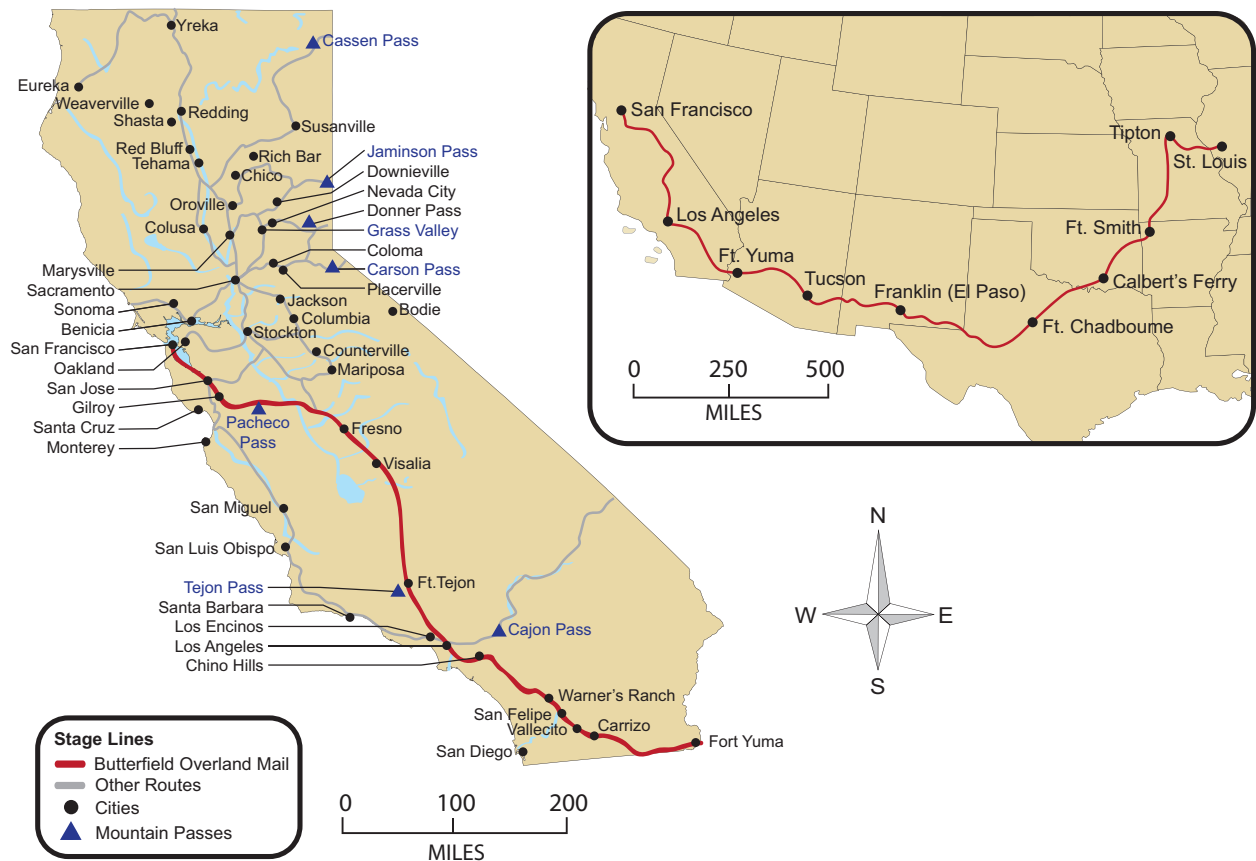 Yreka
Cassen Pass
Eureka
Weaverville
Shasta
Redding
Susanville
Red Bluff
Tehama
Rich Bar
Chico
Jaminson Pass
Downieville
Nevada City
Donner Pass
Grass Valley
Coloma
Carson Pass
Placerville
Oroville
Colusa
Marysville
Sacramento
Sonoma
Benicia
San Francisco
Oakland
San Jose
Gilroy
Santa Cruz
Monterey
Jackson
Columbia
Bodie
Stockton
Counterville
Mariposa
Pacheco
Pass
Fresno
Visalia
San Miguel
San Luis Obispo
Tejon Pass
Ft.Tejon
Santa Barbara
Los Encinos
Los Angeles
Chino Hills
Cajon Pass
Warner's Ranch
San Felipe
Vallecito
Carrizo
San Diego
Fort Yuma
Stage Lines
Butterfield Overland Mail
Other Routes
Cities
Mountain Passes
0 100 200
MILES
San Francisco
Los Angeles
Ft. Yuma
Tucson
Franklin (El Paso)
Ft. Chadboume
Calbert's Ferry
Ft. Smith
Tipton
St. Louis
0 250 500
MILES
N
W E
S